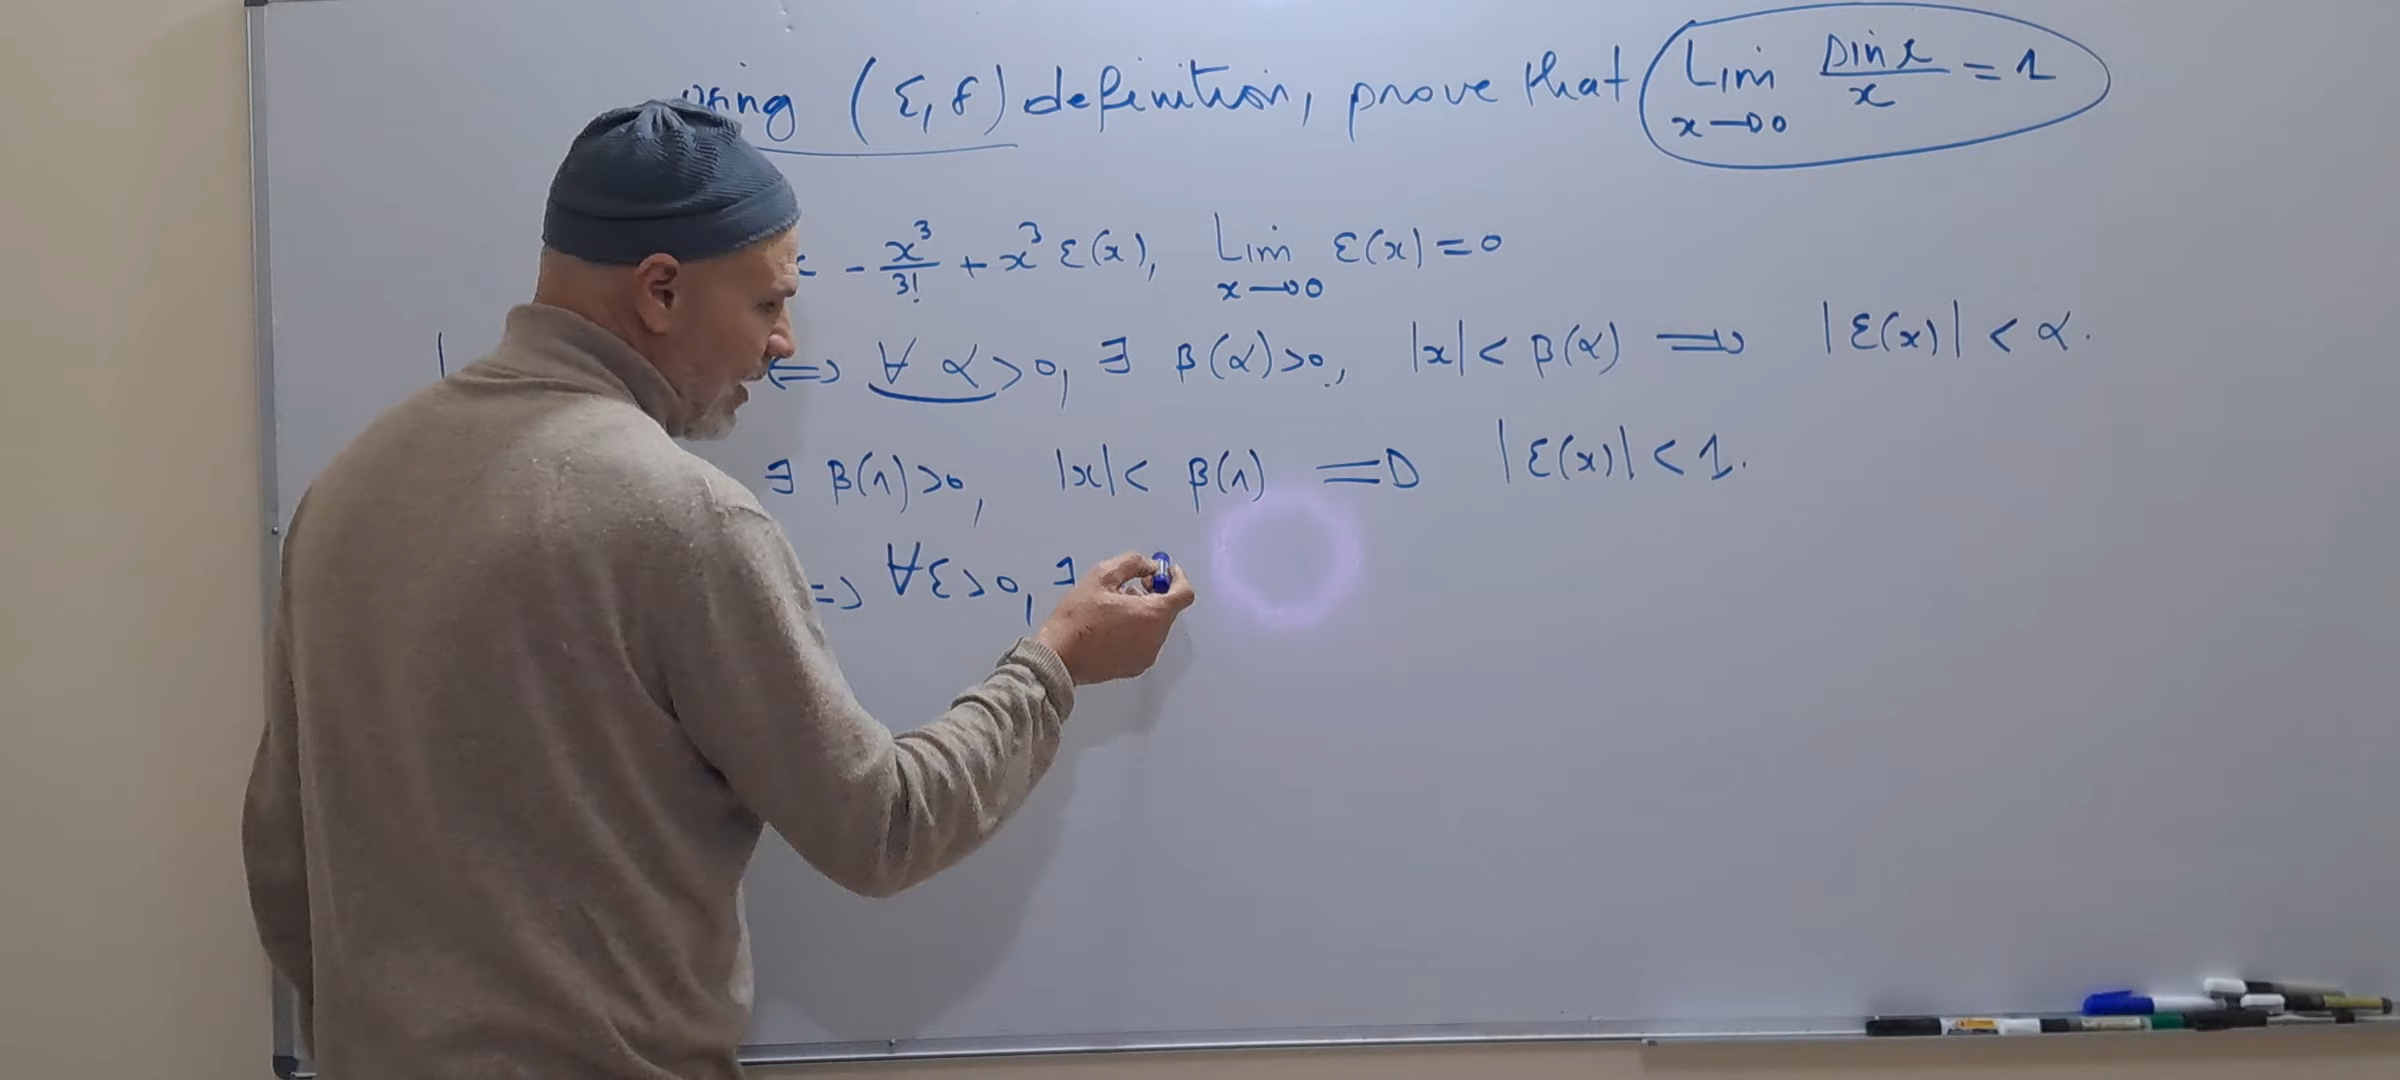 using (ε, δ) definition, prove that Lim x→0 sin x / x = 1
- x³/3! + x³ ε(x), Lim x→0 ε(x) = 0
⇔ ∀ α > 0, ∃ β(α) > 0, |x| < β(α) ⇒ |ε(x)| < α.
∃ β(1) > 0, |x| < β(1) ⇒ |ε(x)| < 1.
⇒ ∀ ε > 0, ∃